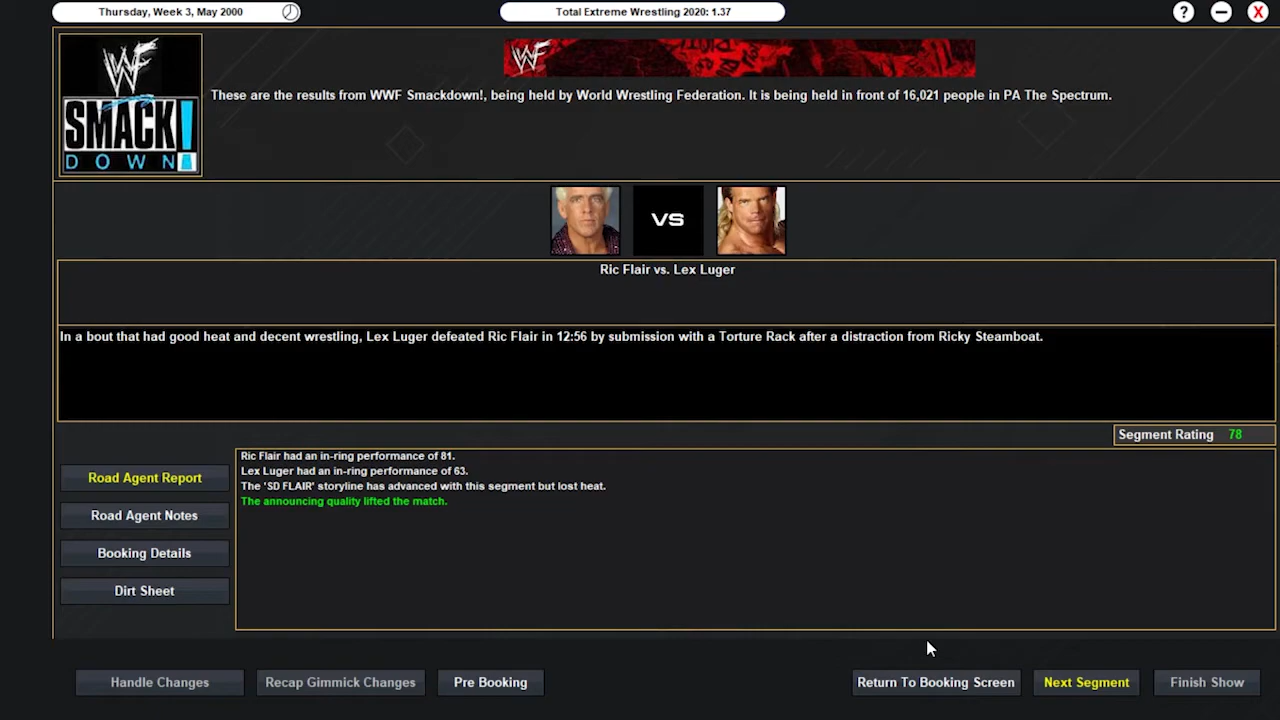 Thursday, Week 3, May 2000
Total Extreme Wrestling 2020: 1.37
?
X
WF
SMACK
DOWN!
WF
These are the results from WWF Smackdown!, being held by World Wrestling Federation. It is being held in front of 16,021 people in PA The Spectrum.
VS
Ric Flair vs. Lex Luger
In a bout that had good heat and decent wrestling, Lex Luger defeated Ric Flair in 12:56 by submission with a Torture Rack after a distraction from Ricky Steamboat.
Segment Rating 78
Road Agent Report
Road Agent Notes
Booking Details
Dirt Sheet
Ric Flair had an in-ring performance of 81.
Lex Luger had an in-ring performance of 63.
The 'SD FLAIR' storyline has advanced with this segment but lost heat.
The announcing quality lifted the match.
Handle Changes
Recap Gimmick Changes
Pre Booking
Return To Booking Screen
Next Segment
Finish Show